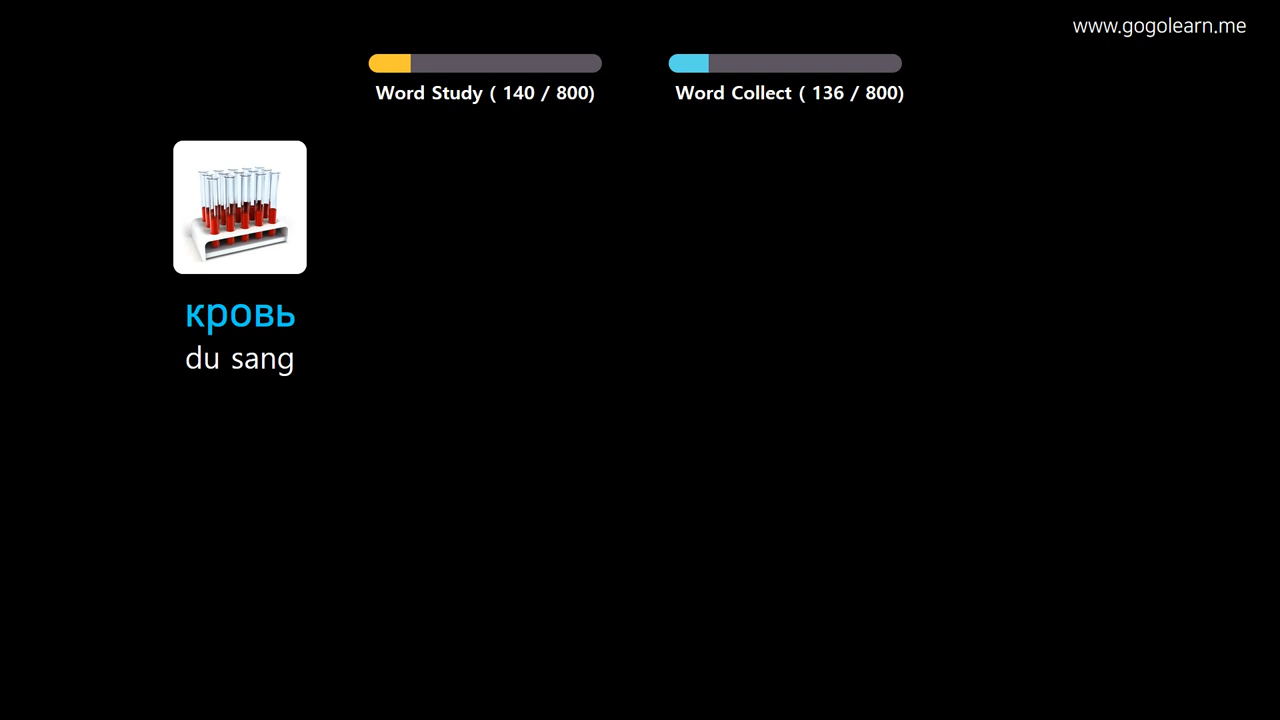 www.gogolearn.me
Word Study ( 140 / 800)
Word Collect ( 136 / 800)
кровь
du sang